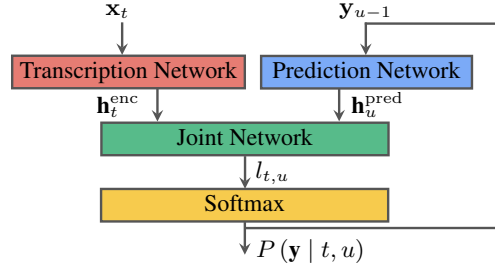 x_t y_{u−1}
Transcription Network Prediction Network
h_t^{enc} h_u^{pred}
Joint Network
l_{t,u}
Softmax
P (y | t, u)